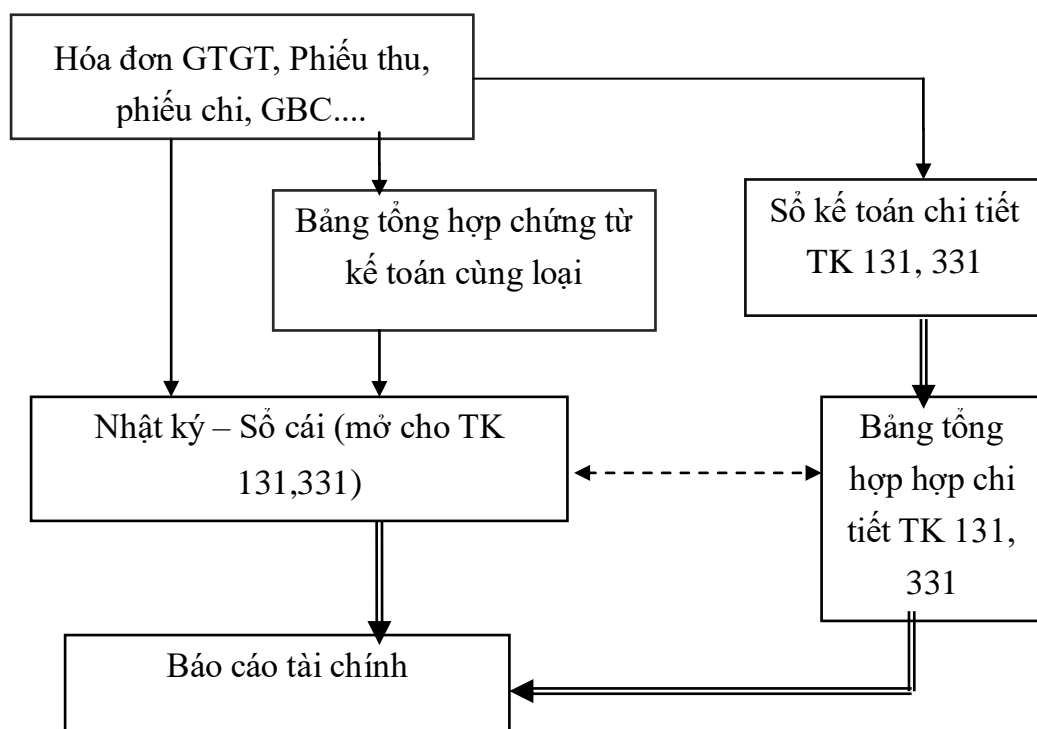 Hóa đơn GTGT, Phiếu thu,
phiếu chi, GBC....
Bảng tổng hợp chứng từ
kế toán cùng loại
Sổ kế toán chi tiết
TK 131, 331
Nhật ký – Sổ cái (mở cho TK
131,331)
Bảng tổng
hợp hợp chi
tiết TK 131,
331
Báo cáo tài chính